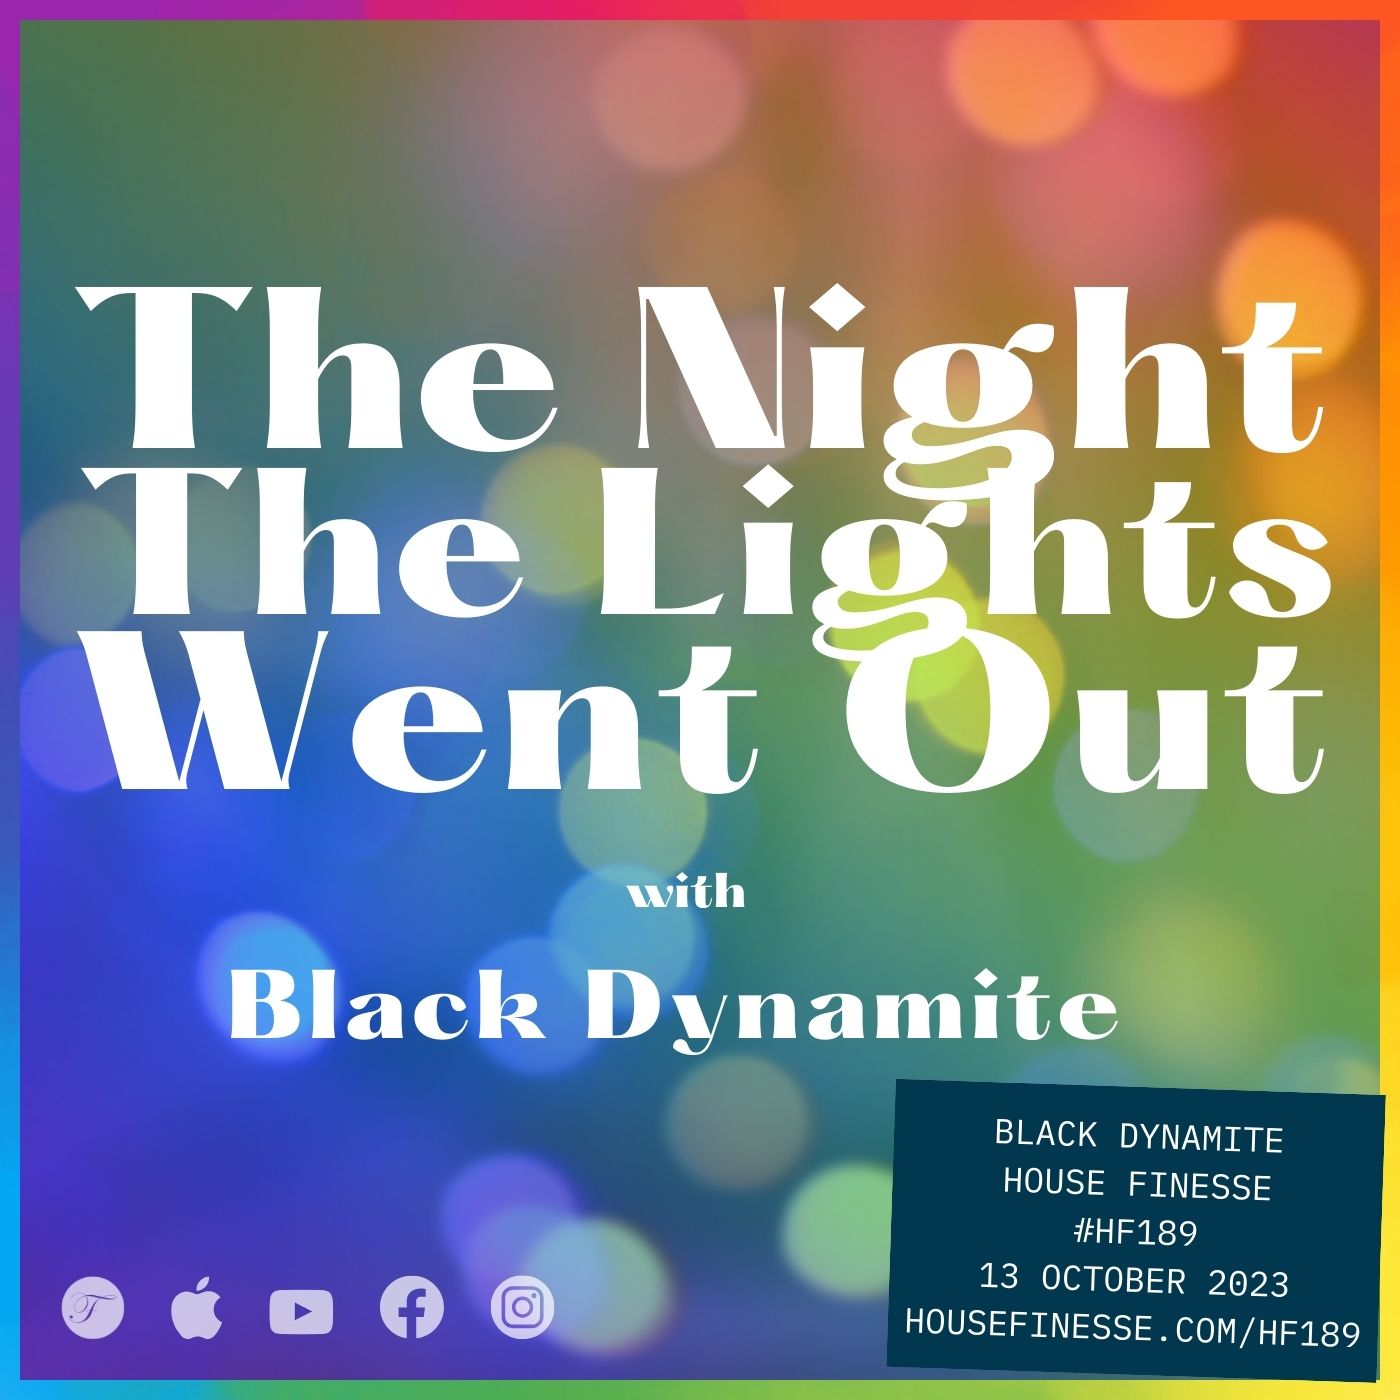 The Night
The Lights
Went Out
with
Black Dynamite
BLACK DYNAMITE
HOUSE FINESSE
#HF189
13 OCTOBER 2023
HOUSEFINESSE.COM/HF189
F